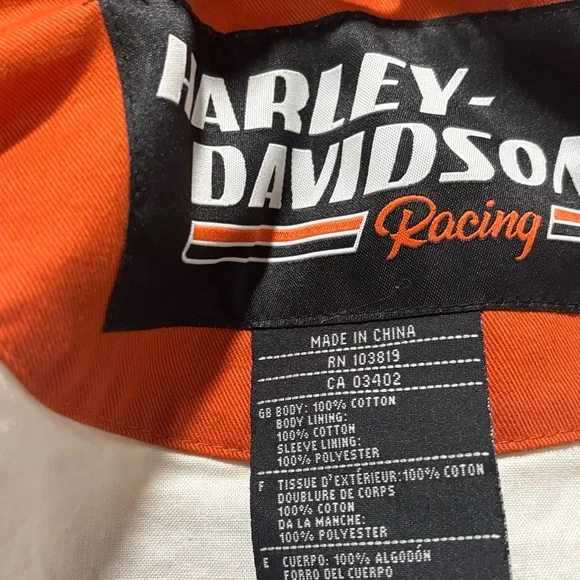 HARLEY-
DAVIDSON
Racing
MADE IN CHINA
RN 103819
CA 03402
GB BODY: 100% COTTON
BODY LINING:
100% COTTON
SLEEVE LINING:
100% POLYESTER
F TISSUE D'EXTÉRIEUR:100% COTON
DOUBLURE DE CORPS
100% COTON
DA LA MANCHE:
100% POLYESTER
E CUERPO: 100% ALGODÓN
FORRO DEL CUERPO